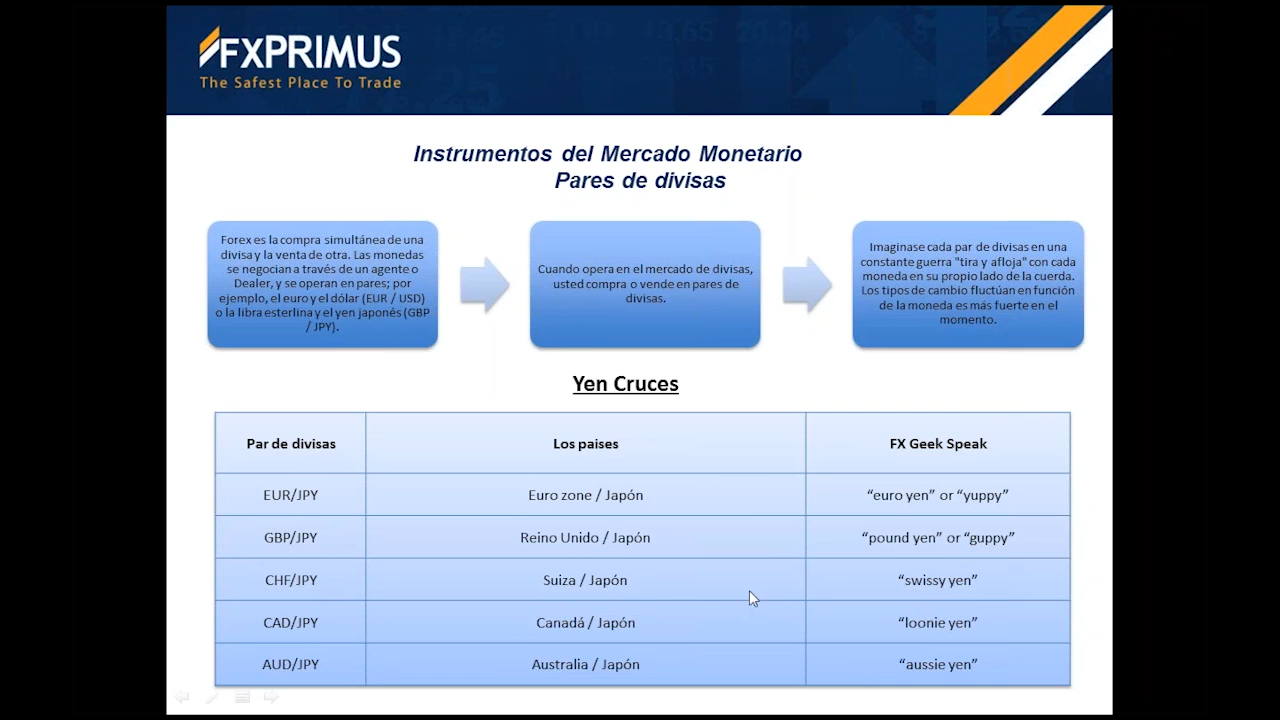 FXPRIMUS
The Safest Place To Trade
Instrumentos del Mercado Monetario
Pares de divisas
Forex es la compra simultánea de una
divisa y la venta de otra. Las monedas
se negocian a través de un agente o
Dealer, y se operan en pares; por
ejemplo, el euro y el dólar (EUR / USD)
o la libra esterlina y el yen japonés (GBP
/ JPY).
Cuando opera en el mercado de divisas,
usted compra o vende en pares de
divisas.
Imaginase cada par de divisas en una
constante guerra "tira y afloja" con cada
moneda en su propio lado de la cuerda.
Los tipos de cambio fluctúan en función
de la moneda es más fuerte en el
momento.
Yen Cruces
Par de divisas Los paises FX Geek Speak
EUR/JPY Euro zone / Japón “euro yen” or “yuppy”
GBP/JPY Reino Unido / Japón “pound yen” or “guppy”
CHF/JPY Suiza / Japón “swissy yen”
CAD/JPY Canadá / Japón “loonie yen”
AUD/JPY Australia / Japón “aussie yen”